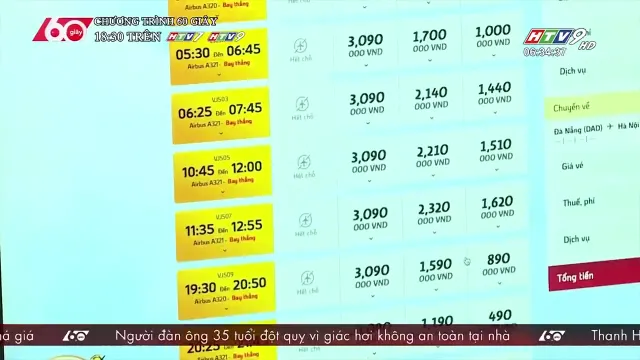 60 giây
CHƯƠNG TRÌNH 60 GIÂY
18:30 TRÊN HTV7 HTV9
HTV9 HD
06:34:37
05:30 Đến 06:45
Airbus A320 - Bay thẳng
Hết chỗ
3,090 000 VND
1,700 000 VND
1,000 000 VND
VJ503
06:25 Đến 07:45
Airbus A321 - Bay thẳng
Hết chỗ
3,090 000 VND
2,140 000 VND
1,440 000 VND
VJ505
10:45 Đến 12:00
Airbus A321 - Bay thẳng
Hết chỗ
3,090 000 VND
2,210 000 VND
1,510 000 VND
VJ507
11:35 Đến 12:55
Airbus A321 - Bay thẳng
Hết chỗ
3,090 000 VND
2,320 000 VND
1,620 000 VND
VJ509
19:30 Đến 20:50
Airbus A320 - Bay thẳng
Hết chỗ
3,090 000 VND
1,590 000 VND
890 000 VND
20:25
1,190
490
Dịch vụ
Chuyến về
Đà Nẵng (DAD) ✈ Hà Nội
Giá vé
Thuế, phí
Dịch vụ
Tổng tiền
giá 60 Người đàn ông 35 tuổi đột quỵ vì giác hơi không an toàn tại nhà 60 Thanh H